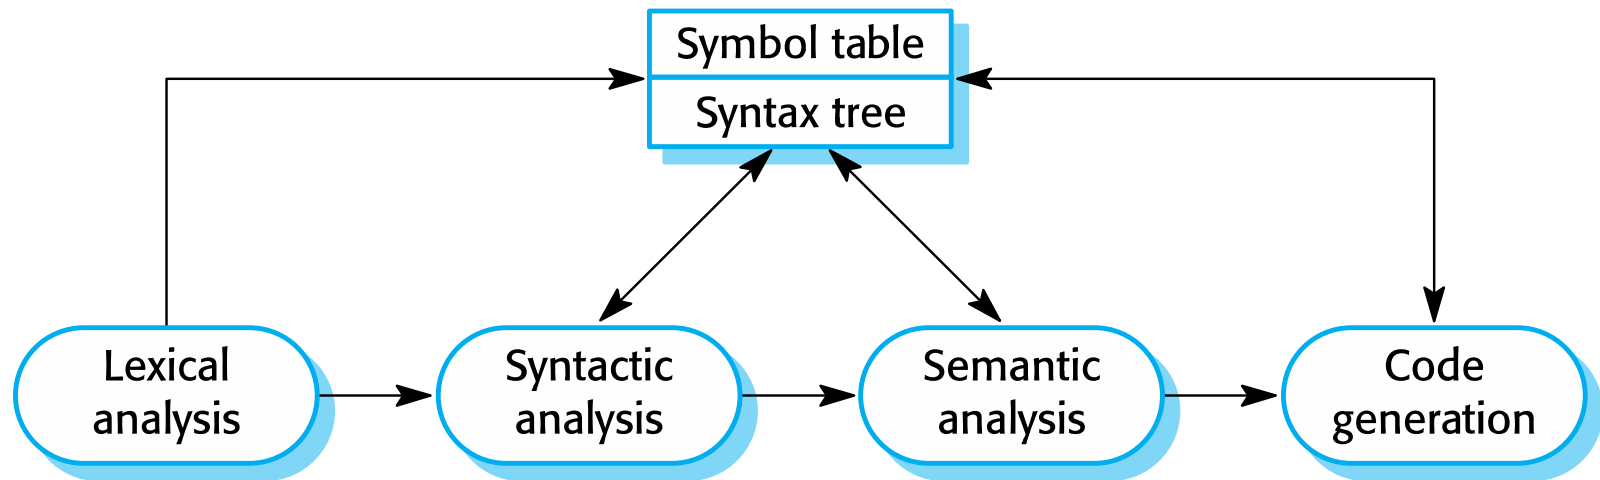 Symbol table
Syntax tree
Lexical
analysis
Syntactic
analysis
Semantic
analysis
Code
generation